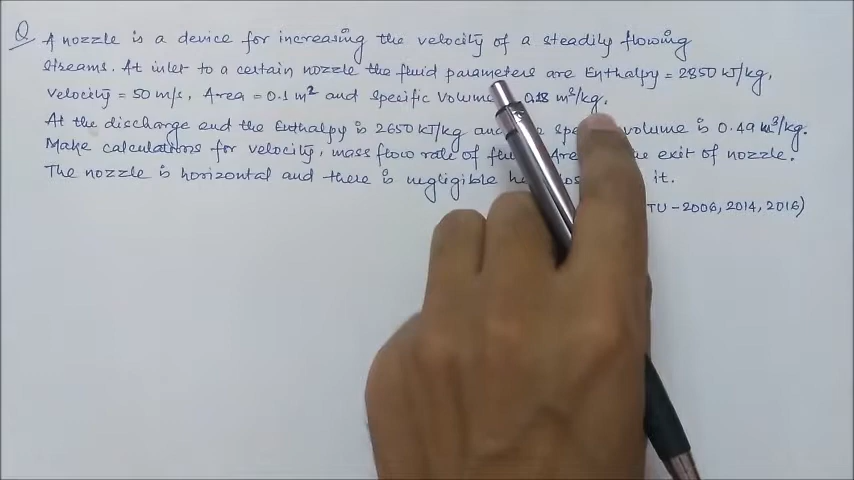 Q A nozzle is a device for increasing the velocity of a steadily flowing
streams. At inlet to a certain nozzle the fluid parameters are Enthalpy = 2850 kJ/kg,
velocity = 50 m/s, Area = 0.1 m² and specific volume 0.18 m³/kg.
At the discharge end the Enthalpy is 2650 kJ/kg and volume is 0.49 m³/kg.
Make calculations for velocity, mass flow rate of Area exit of nozzle.
The nozzle is horizontal and there is negligible it.
TU - 2006, 2014, 2016)